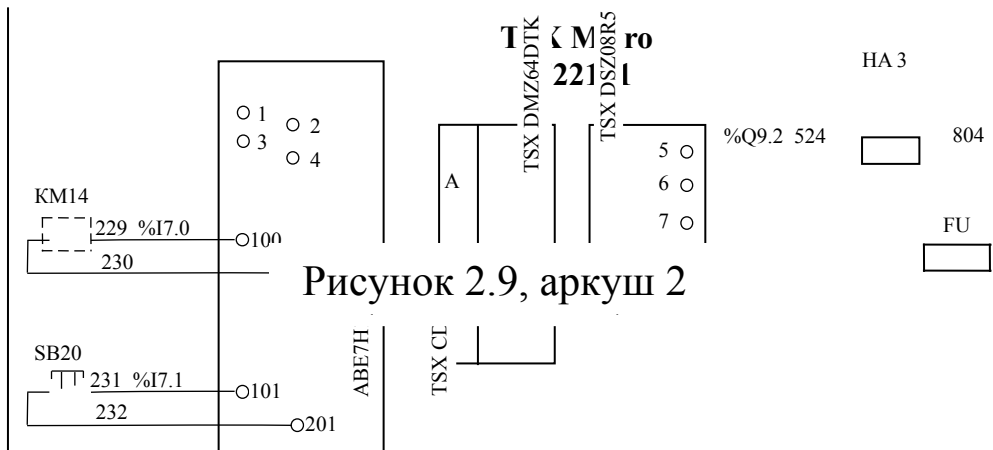 HA 3
TSX DMZ64DTK
TSX DSZ08R5
1
2
3
4
5
6
7
%Q9.2 524
804
A
KM14
229 %I7.0
100
230
FU
Рисунок 2.9, аркуш 2
SB20
231 %I7.1
101
232
201
ABE7H
TSX